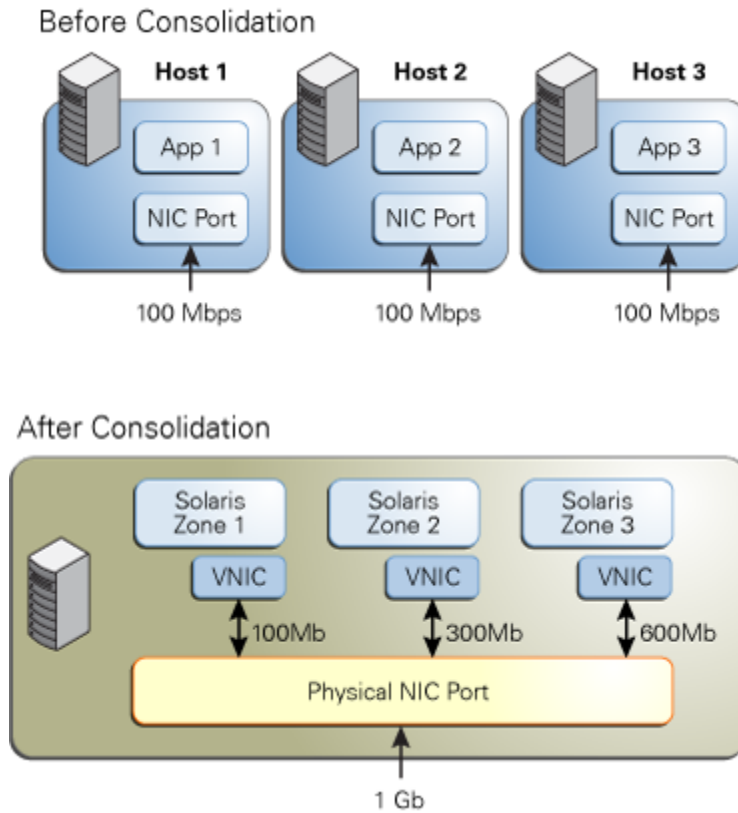 Before Consolidation
Host 1
Host 2
Host 3
App 1
App 2
App 3
NIC Port
NIC Port
NIC Port
100 Mbps
100 Mbps
100 Mbps
After Consolidation
Solaris
Zone 1
Solaris
Zone 2
Solaris
Zone 3
VNIC
VNIC
VNIC
100Mb
300Mb
600Mb
Physical NIC Port
1 Gb